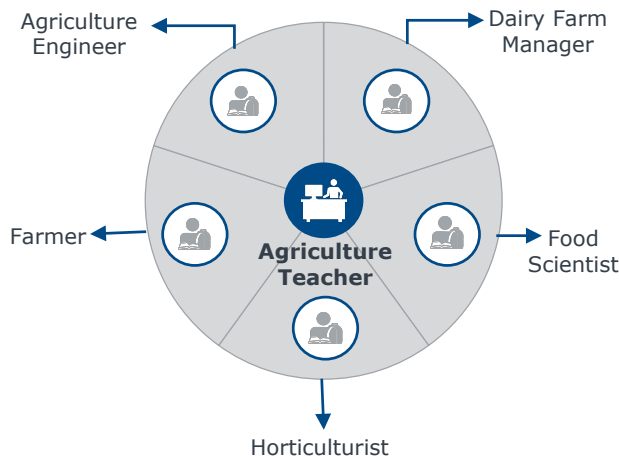 Agriculture
Engineer
Dairy Farm
Manager
Farmer
Agriculture
Teacher
Food
Scientist
Horticulturist